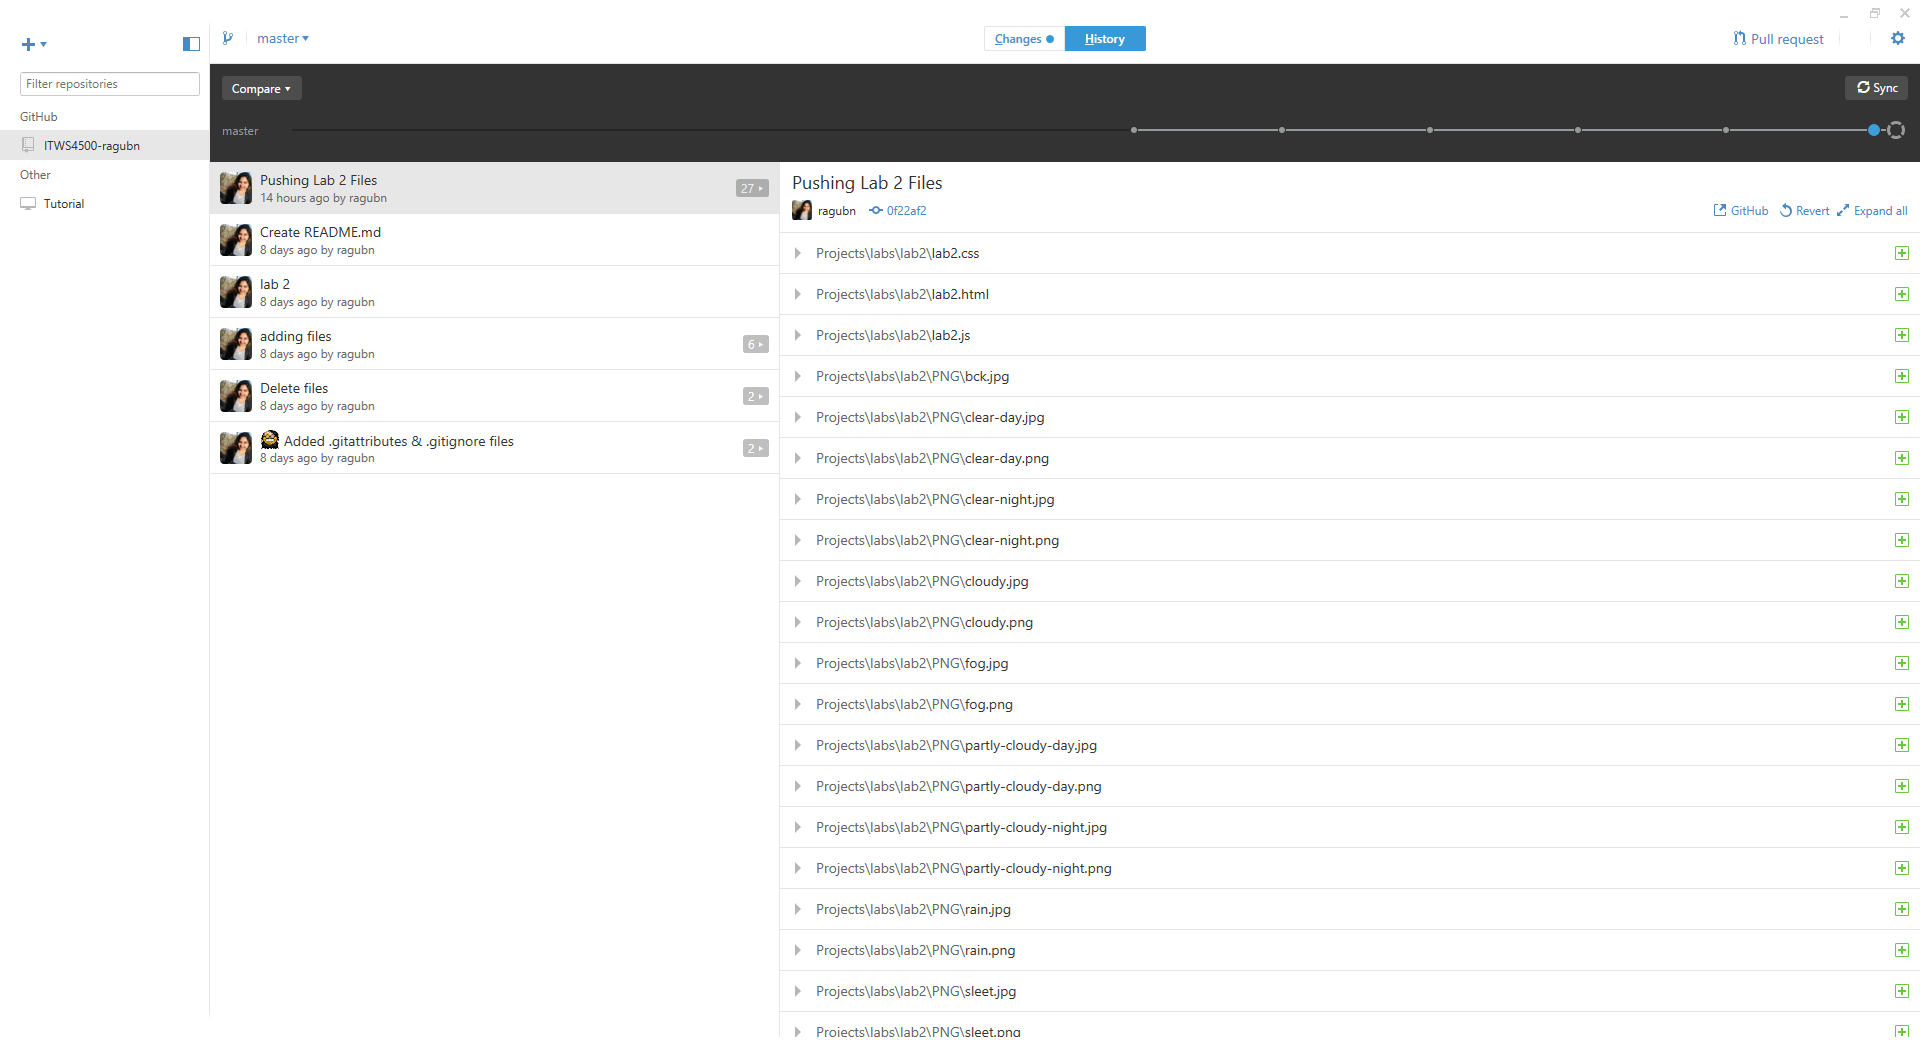 master
Changes
History
Pull request
Filter repositories
GitHub
ITWS4500-ragubn
Other
Tutorial
Compare
Sync
master
Pushing Lab 2 Files
14 hours ago by ragubn
27
Create README.md
8 days ago by ragubn
lab 2
8 days ago by ragubn
adding files
8 days ago by ragubn
6
Delete files
8 days ago by ragubn
2
Added .gitattributes & .gitignore files
8 days ago by ragubn
2
Pushing Lab 2 Files
ragubn 0f22af2
GitHub Revert Expand all
Projects\labs\lab2\lab2.css
Projects\labs\lab2\lab2.html
Projects\labs\lab2\lab2.js
Projects\labs\lab2\PNG\bck.jpg
Projects\labs\lab2\PNG\clear-day.jpg
Projects\labs\lab2\PNG\clear-day.png
Projects\labs\lab2\PNG\clear-night.jpg
Projects\labs\lab2\PNG\clear-night.png
Projects\labs\lab2\PNG\cloudy.jpg
Projects\labs\lab2\PNG\cloudy.png
Projects\labs\lab2\PNG\fog.jpg
Projects\labs\lab2\PNG\fog.png
Projects\labs\lab2\PNG\partly-cloudy-day.jpg
Projects\labs\lab2\PNG\partly-cloudy-day.png
Projects\labs\lab2\PNG\partly-cloudy-night.jpg
Projects\labs\lab2\PNG\partly-cloudy-night.png
Projects\labs\lab2\PNG\rain.jpg
Projects\labs\lab2\PNG\rain.png
Projects\labs\lab2\PNG\sleet.jpg
Projects\labs\lab2\PNG\sleet.png